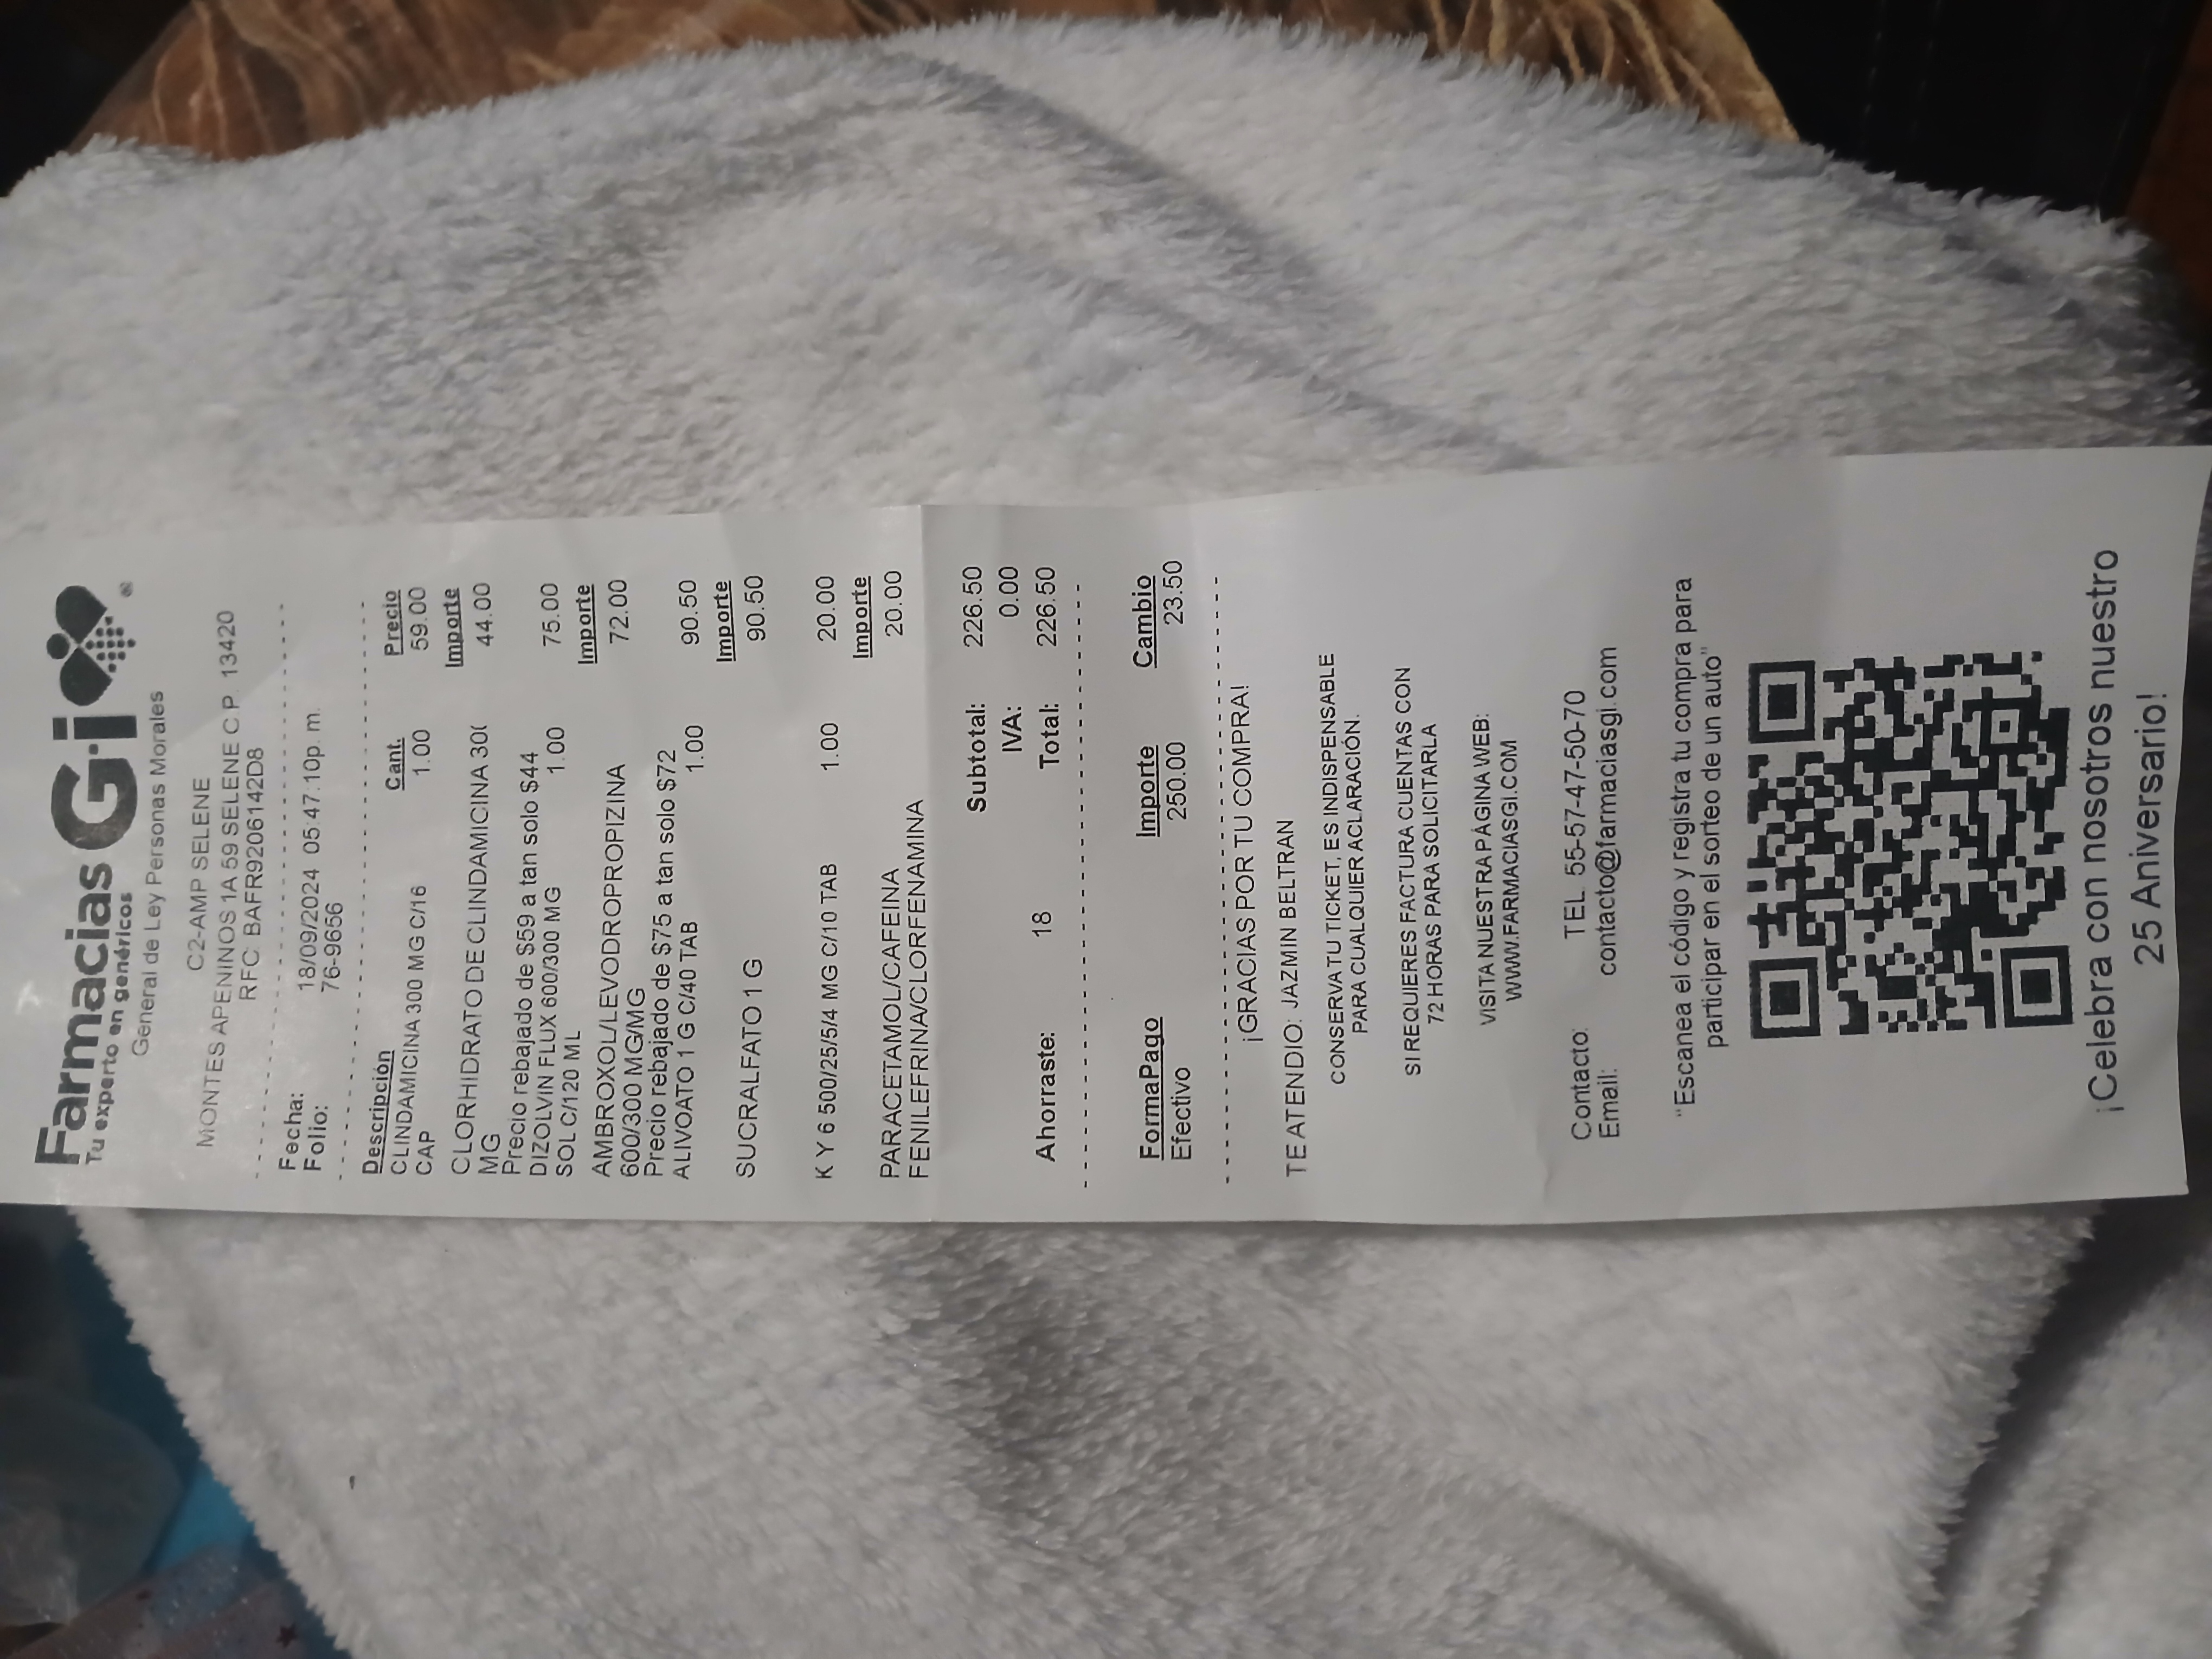 Farmacias G·i ®
Tu experto en genéricos
General de Ley Personas Morales
C2-AMP SELENE
MONTES APENINOS 1A 59 SELENE C.P. 13420
RFC: BAFR9206142D8
Fecha: 18/09/2024 05:47:10p. m.
Folio: 76-9656
Descripción Cant. Precio
CLINDAMICINA 300 MG C/16 1.00 59.00
CAP
Importe
CLORHIDRATO DE CLINDAMICINA 300 44.00
MG
Precio rebajado de $59 a tan solo $44
DIZOLVIN FLUX 600/300 MG 1.00 75.00
SOL C/120 ML
Importe
AMBROXOL/LEVODROPROPIZINA 72.00
600/300 MG/MG
Precio rebajado de $75 a tan solo $72
ALIVOATO 1 G C/40 TAB 1.00 90.50
Importe
SUCRALFATO 1 G 90.50
K Y 6 500/25/5/4 MG C/10 TAB 1.00 20.00
Importe
PARACETAMOL/CAFEINA 20.00
FENILEFRINA/CLORFENAMINA
Subtotal: 226.50
IVA: 0.00
Ahorraste: 18 Total: 226.50
FormaPago Importe Cambio
Efectivo 250.00 23.50
¡GRACIAS POR TU COMPRA!
TE ATENDIO: JAZMIN BELTRAN
CONSERVA TU TICKET, ES INDISPENSABLE
PARA CUALQUIER ACLARACIÓN.
SI REQUIERES FACTURA CUENTAS CON
72 HORAS PARA SOLICITARLA
VISITA NUESTRA PÁGINA WEB:
WWW.FARMACIASGI.COM
Contacto: TEL. 55-57-47-50-70
Email: contacto@farmaciasgi.com
"Escanea el código y registra tu compra para
participar en el sorteo de un auto"
¡Celebra con nosotros nuestro
25 Aniversario!